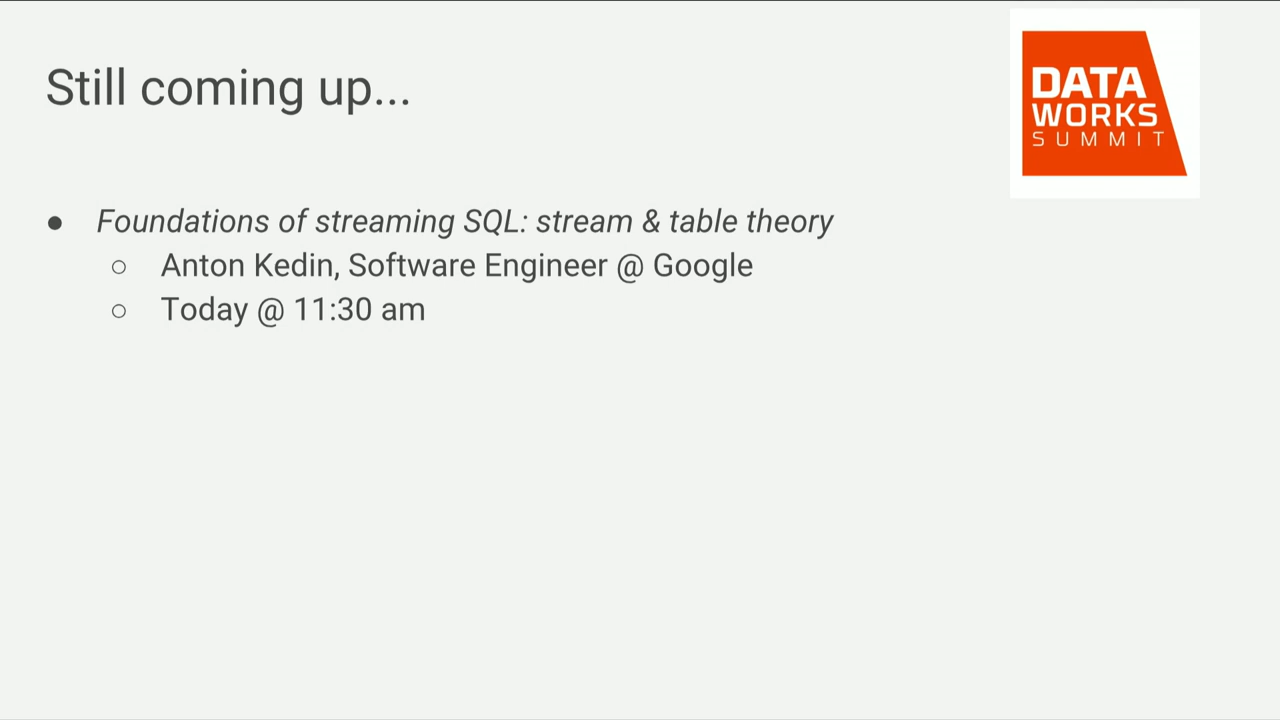 Still coming up...
DATA
WORKS
SUMMIT
● Foundations of streaming SQL: stream & table theory
○ Anton Kedin, Software Engineer @ Google
○ Today @ 11:30 am